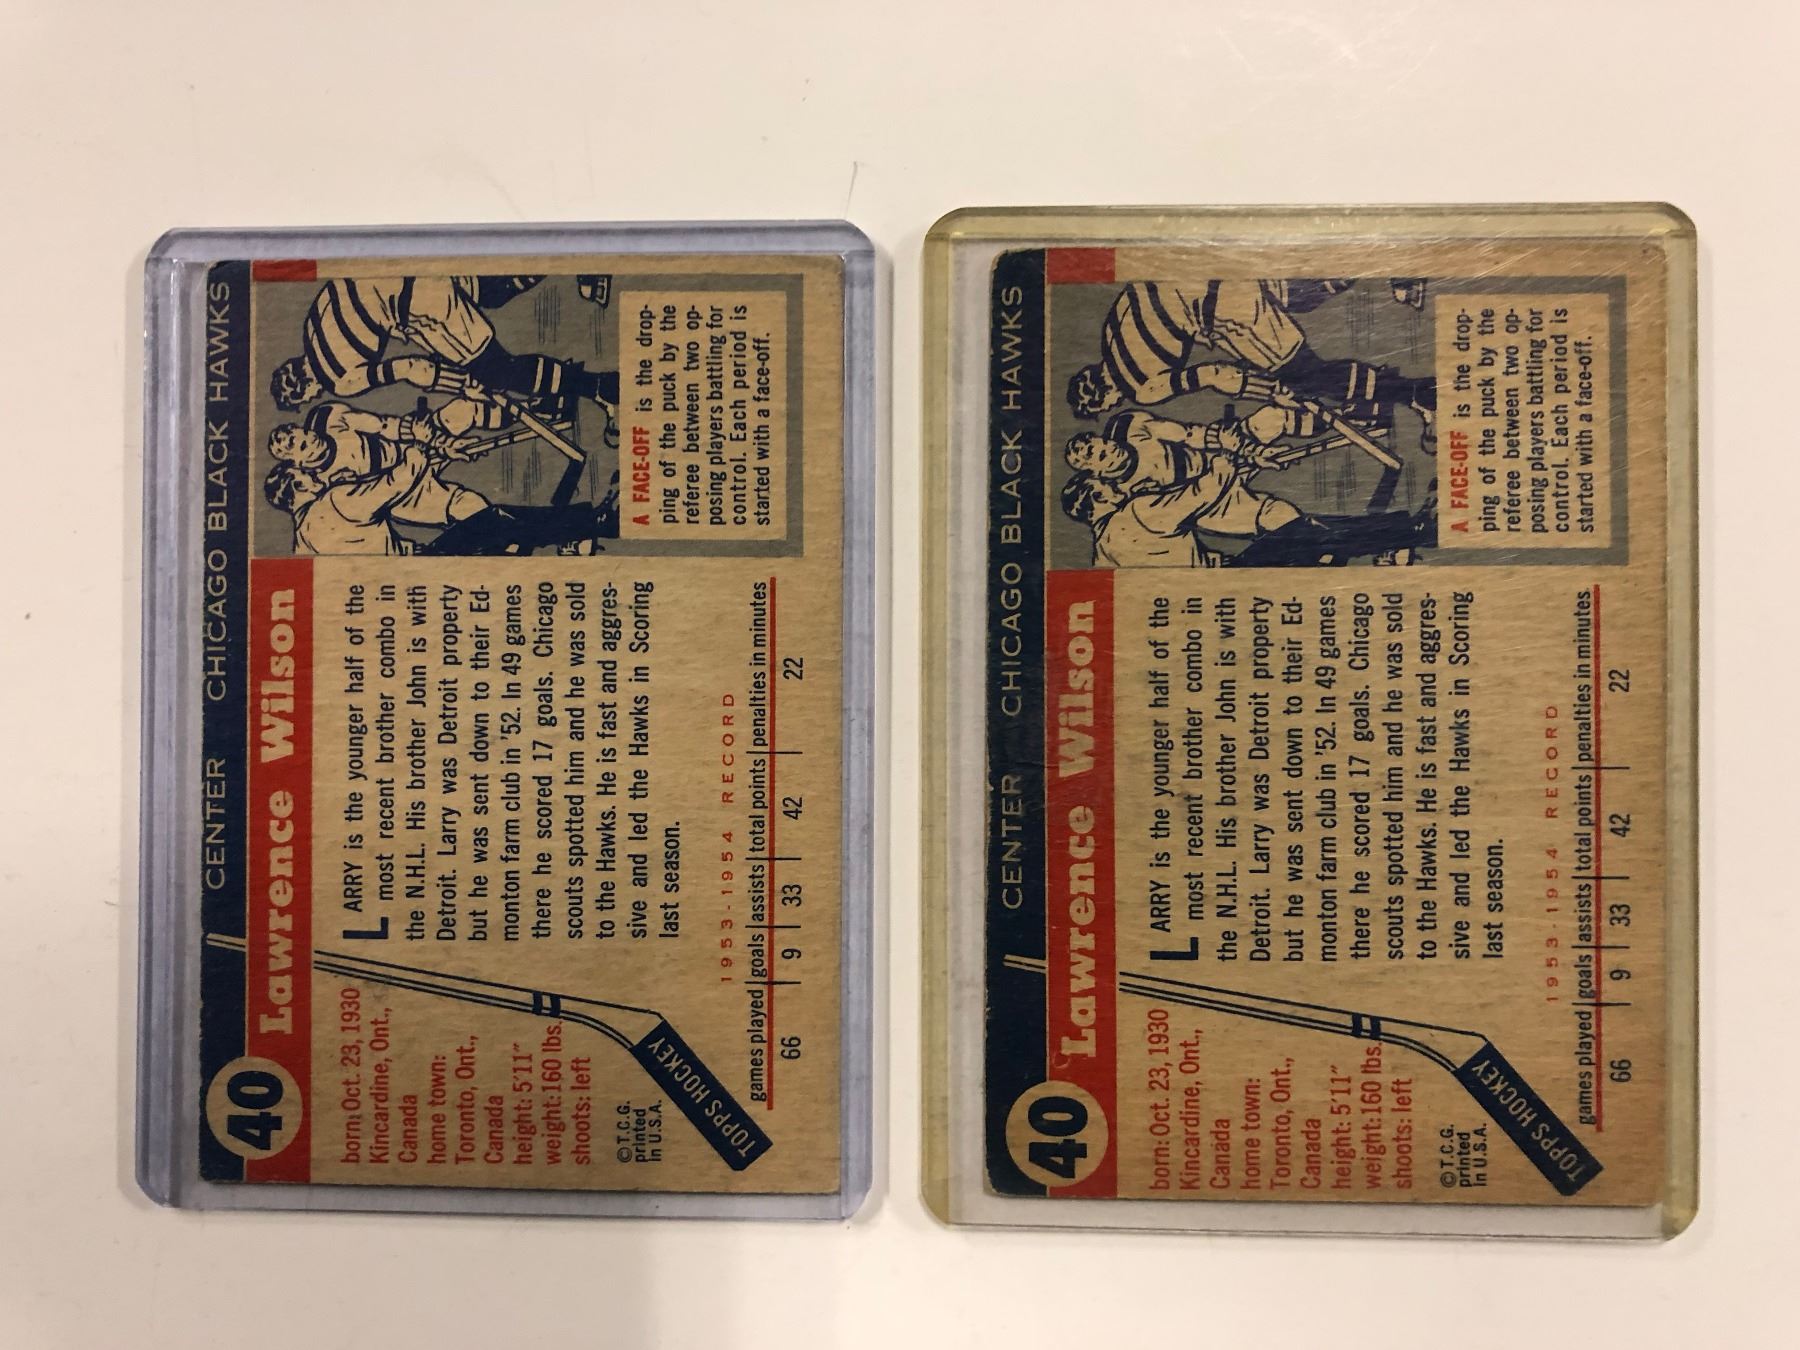 CENTER CHICAGO BLACK HAWKS
40 Lawrence Wilson
born: Oct. 23, 1930
Kincardine, Ont.,
Canada
home town:
Toronto, Ont.,
Canada
height: 5'11"
weight: 160 lbs.
shoots: left
© T.C.G.
printed
in U.S.A.
TOPPS HOCKEY
LARRY is the younger half of the
most recent brother combo in
the N.H.L. His brother John is with
Detroit. Larry was Detroit property
but he was sent down to their Ed-
monton farm club in '52. In 49 games
there he scored 17 goals. Chicago
scouts spotted him and he was sold
to the Hawks. He is fast and aggres-
sive and led the Hawks in Scoring
last season.
A FACE-OFF is the drop-
ping of the puck by the
referee between two op-
posing players battling for
control. Each period is
started with a face-off.
1953-1954 RECORD
games played goals assists total points penalties in minutes
66 9 33 42 22
CENTER CHICAGO BLACK HAWKS
40 Lawrence Wilson
born: Oct. 23, 1930
Kincardine, Ont.,
Canada
home town:
Toronto, Ont.,
Canada
height: 5'11"
weight: 160 lbs.
shoots: left
© T.C.G.
printed
in U.S.A.
TOPPS HOCKEY
LARRY is the younger half of the
most recent brother combo in
the N.H.L. His brother John is with
Detroit. Larry was Detroit property
but he was sent down to their Ed-
monton farm club in '52. In 49 games
there he scored 17 goals. Chicago
scouts spotted him and he was sold
to the Hawks. He is fast and aggres-
sive and led the Hawks in Scoring
last season.
A FACE-OFF is the drop-
ping of the puck by the
referee between two op-
posing players battling for
control. Each period is
started with a face-off.
1953-1954 RECORD
games played goals assists total points penalties in minutes
66 9 33 42 22